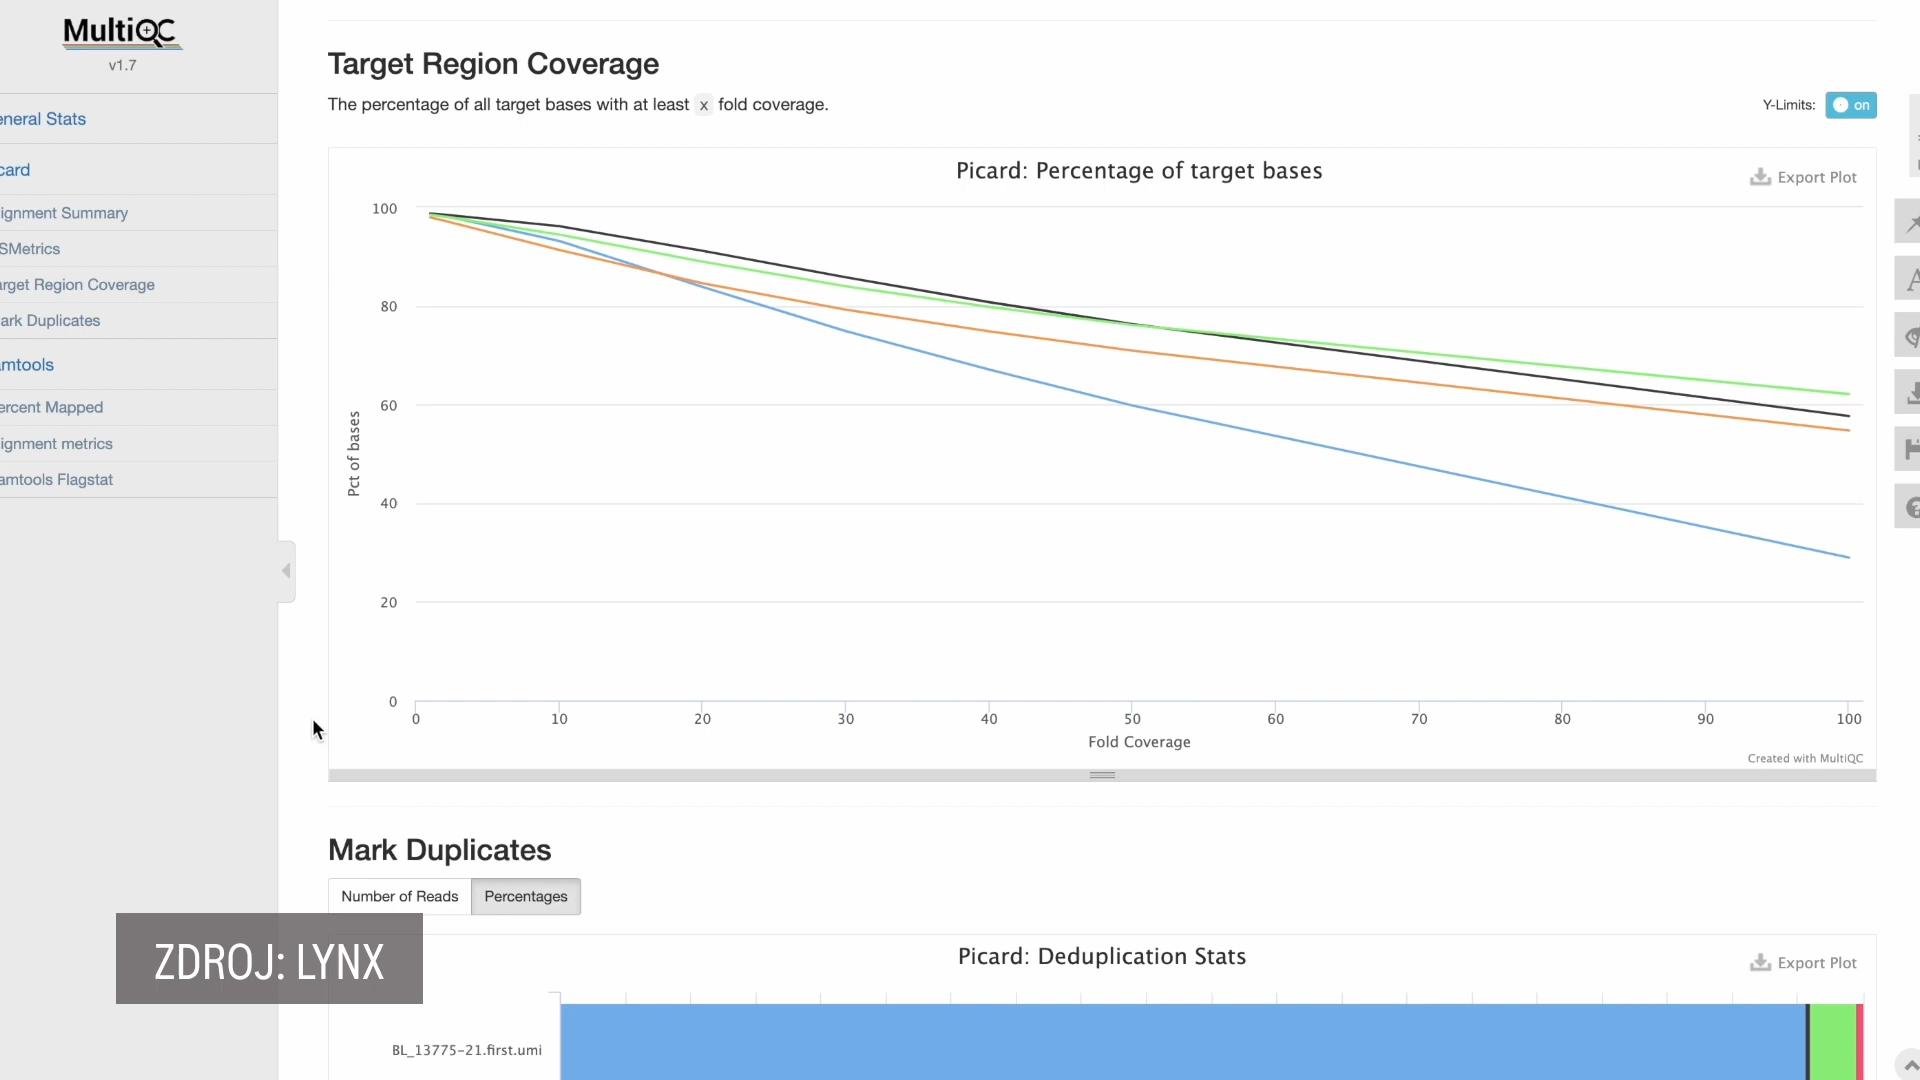 MultiQC
v1.7
eneral Stats
card
ignment Summary
SMetrics
arget Region Coverage
ark Duplicates
amtools
ercent Mapped
ignment metrics
amtools Flagstat
Target Region Coverage
The percentage of all target bases with at least x fold coverage.
Y-Limits: on
Picard: Percentage of target bases
Export Plot
100
80
60
40
20
0
Pct of bases
0 10 20 30 40 50 60 70 80 90 100
Fold Coverage
Created with MultiQC
Mark Duplicates
Number of Reads Percentages
Picard: Deduplication Stats
Export Plot
BL_13775-21.first.umi
ZDROJ: LYNX